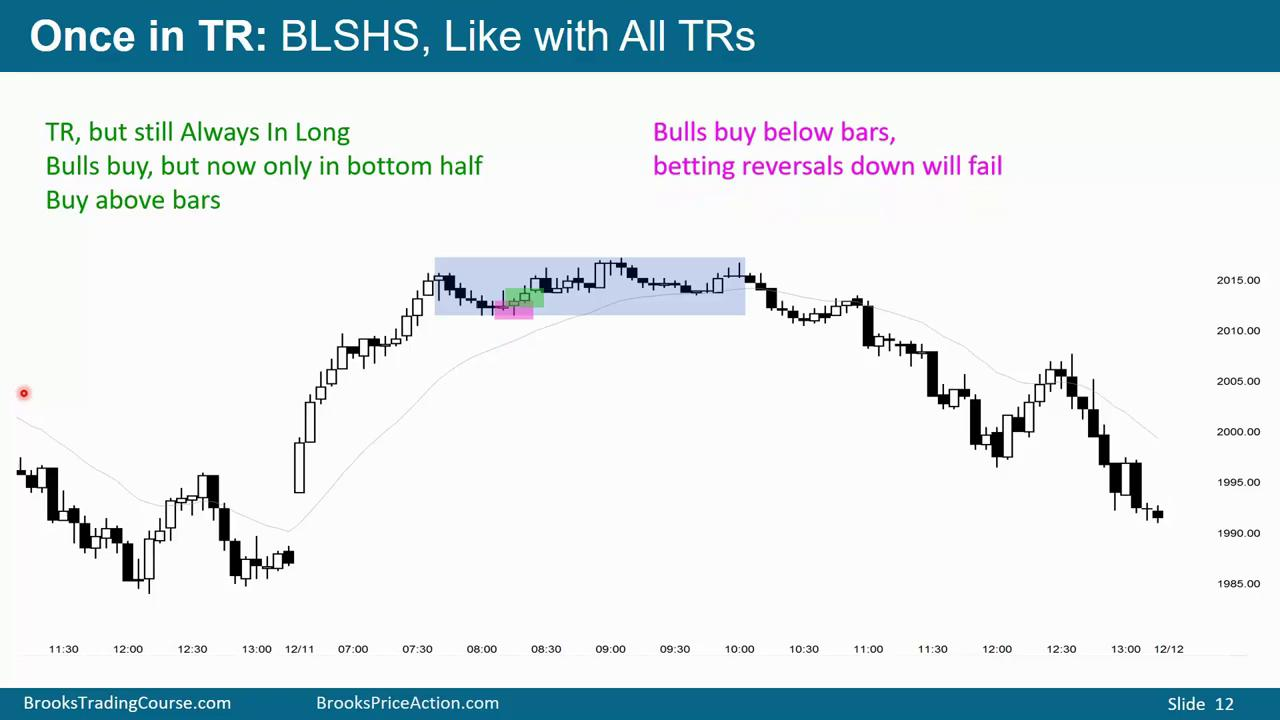 Once in TR: BLSHS, Like with All TRs
TR, but still Always In Long
Bulls buy, but now only in bottom half
Buy above bars
Bulls buy below bars,
betting reversals down will fail
2015.00
2010.00
2005.00
2000.00
1995.00
1990.00
1985.00
11:30 12:00 12:30 13:00 12/11 07:00 07:30 08:00 08:30 09:00 09:30 10:00 10:30 11:00 11:30 12:00 12:30 13:00 12/12
BrooksTradingCourse.com BrooksPriceAction.com Slide 12